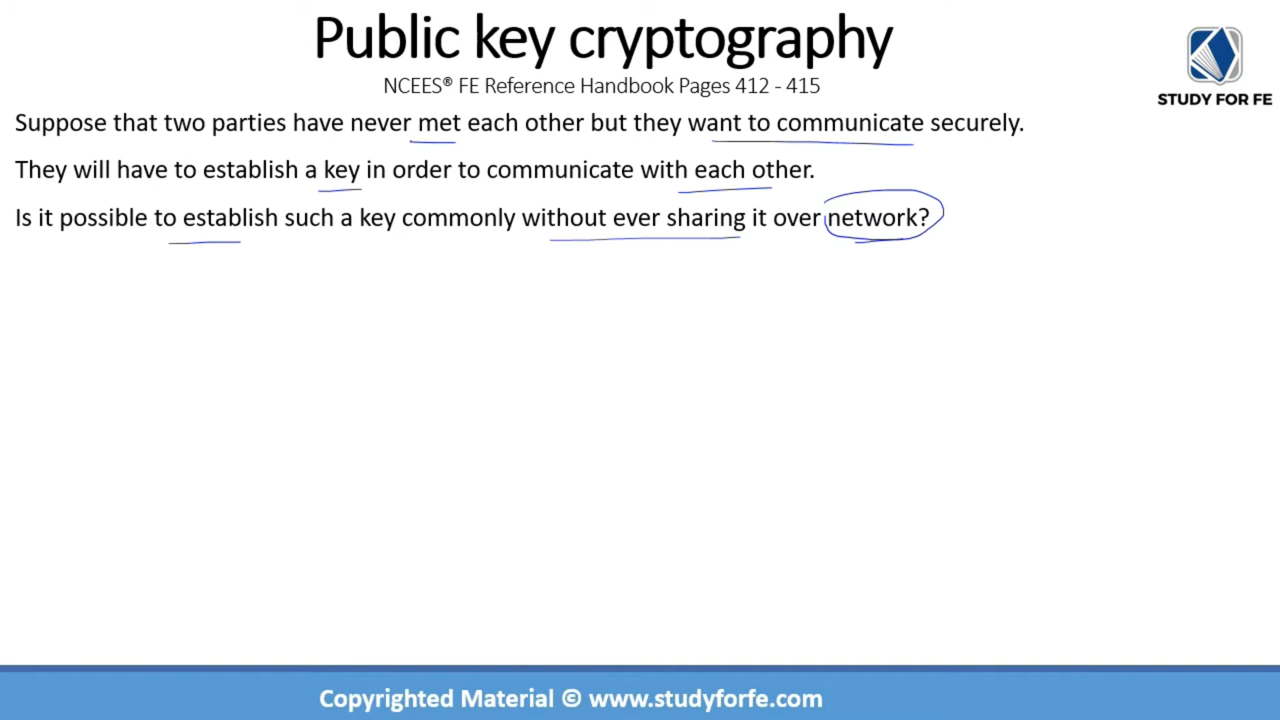 Public key cryptography
NCEES® FE Reference Handbook Pages 412 - 415
STUDY FOR FE
Suppose that two parties have never met each other but they want to communicate securely.
They will have to establish a key in order to communicate with each other.
Is it possible to establish such a key commonly without ever sharing it over network?
Copyrighted Material © www.studyforfe.com